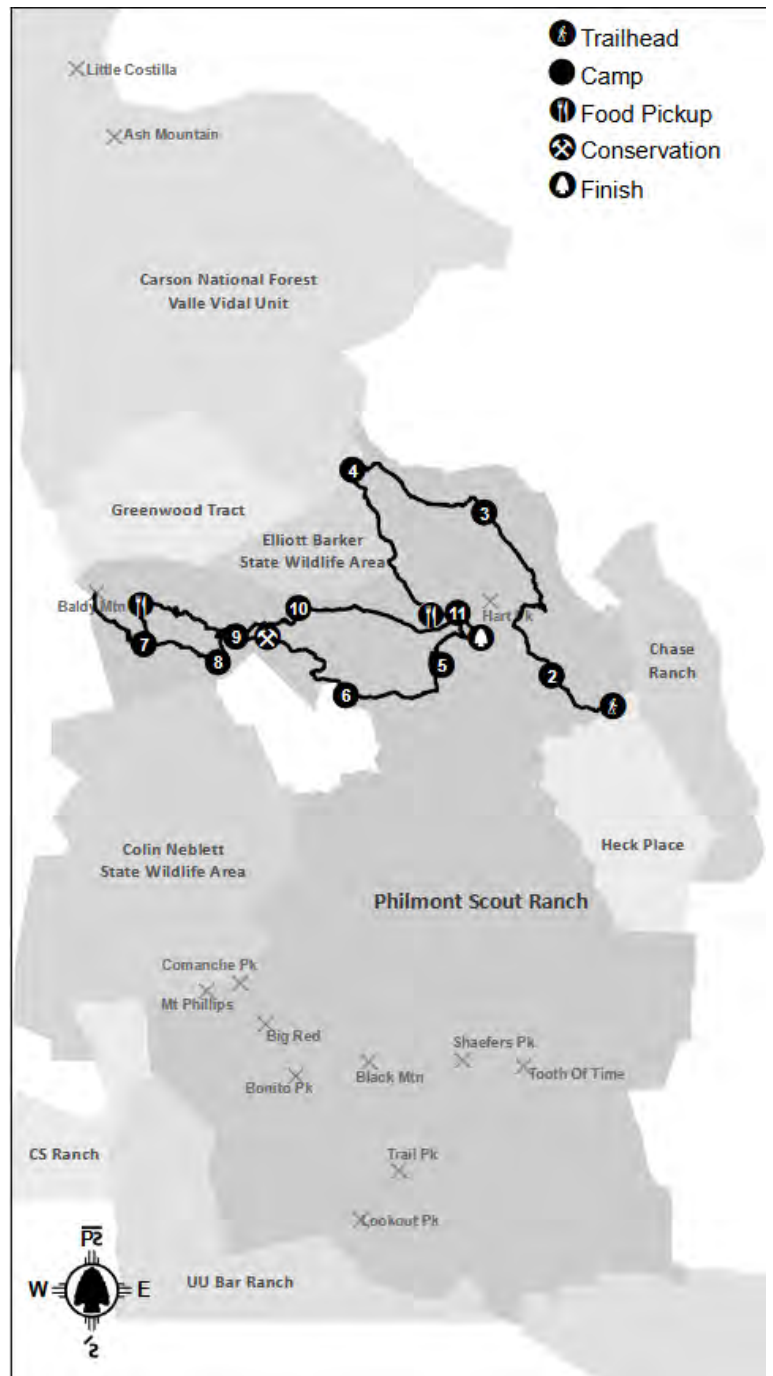 Trailhead
Camp
Food Pickup
Conservation
Finish
Little Costilla
Ash Mountain
Carson National Forest
Valle Vidal Unit
4
3
Greenwood Tract
Elliott Barker
State Wildlife Area
Baldy Mtn
10
11
Hart Pk
7
9
8
5
6
2
Chase
Ranch
Heck Place
Colin Neblett
State Wildlife Area
Philmont Scout Ranch
Comanche Pk
Mt Phillips
Big Red
Bonito Pk
Black Mtn
Shaefers Pk
Tooth Of Time
Trail Pk
CS Ranch
Lookout Pk
UU Bar Ranch
W
E